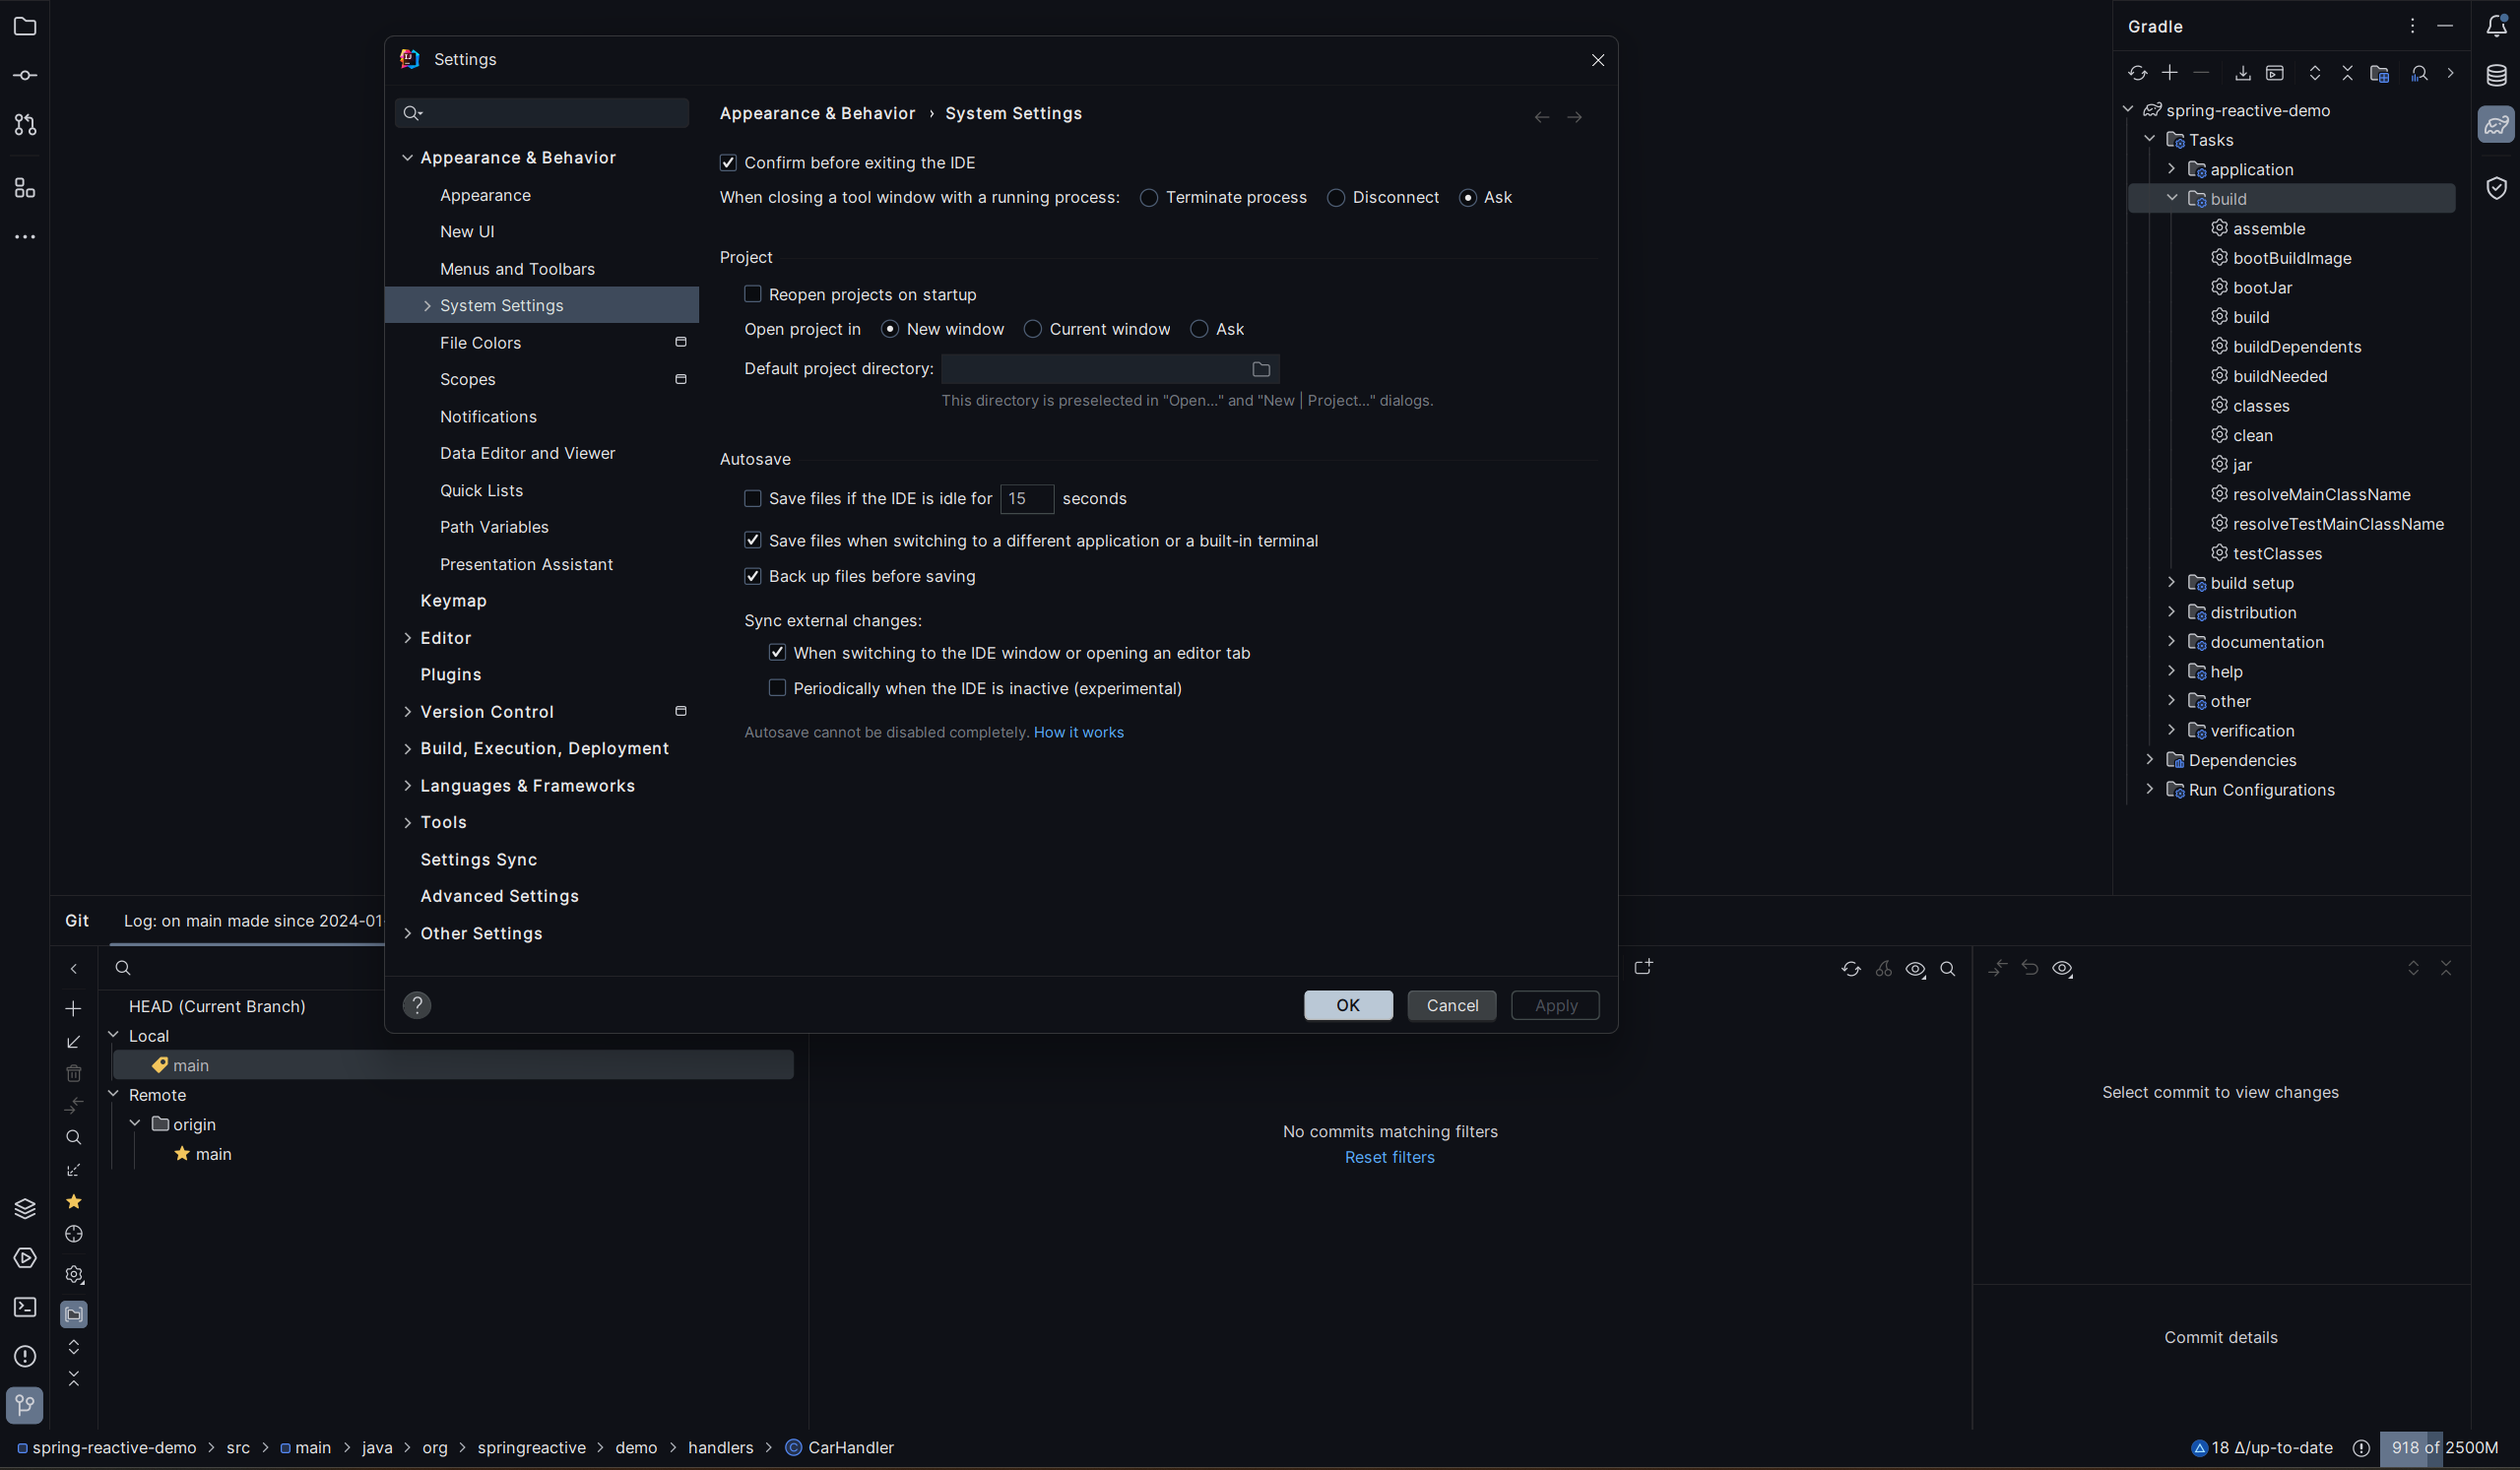 Settings
Appearance & Behavior
Appearance
New UI
Menus and Toolbars
System Settings
File Colors
Scopes
Notifications
Data Editor and Viewer
Quick Lists
Path Variables
Presentation Assistant
Keymap
Editor
Plugins
Version Control
Build, Execution, Deployment
Languages & Frameworks
Tools
Settings Sync
Advanced Settings
Other Settings
Appearance & Behavior › System Settings
Confirm before exiting the IDE
When closing a tool window with a running process: Terminate process Disconnect Ask
Project
Reopen projects on startup
Open project in New window Current window Ask
Default project directory:
This directory is preselected in "Open..." and "New | Project..." dialogs.
Autosave
Save files if the IDE is idle for 15 seconds
Save files when switching to a different application or a built-in terminal
Back up files before saving
Sync external changes:
When switching to the IDE window or opening an editor tab
Periodically when the IDE is inactive (experimental)
Autosave cannot be disabled completely. How it works
?
OK Cancel Apply
Gradle
spring-reactive-demo
Tasks
application
build
assemble
bootBuildImage
bootJar
build
buildDependents
buildNeeded
classes
clean
jar
resolveMainClassName
resolveTestMainClassName
testClasses
build setup
distribution
documentation
help
other
verification
Dependencies
Run Configurations
Git Log: on main made since 2024-01-
HEAD (Current Branch)
Local
main
Remote
origin
main
No commits matching filters
Reset filters
Select commit to view changes
Commit details
spring-reactive-demo › src › main › java › org › springreactive › demo › handlers › CarHandler
18 Δ/up-to-date 918 of 2500M